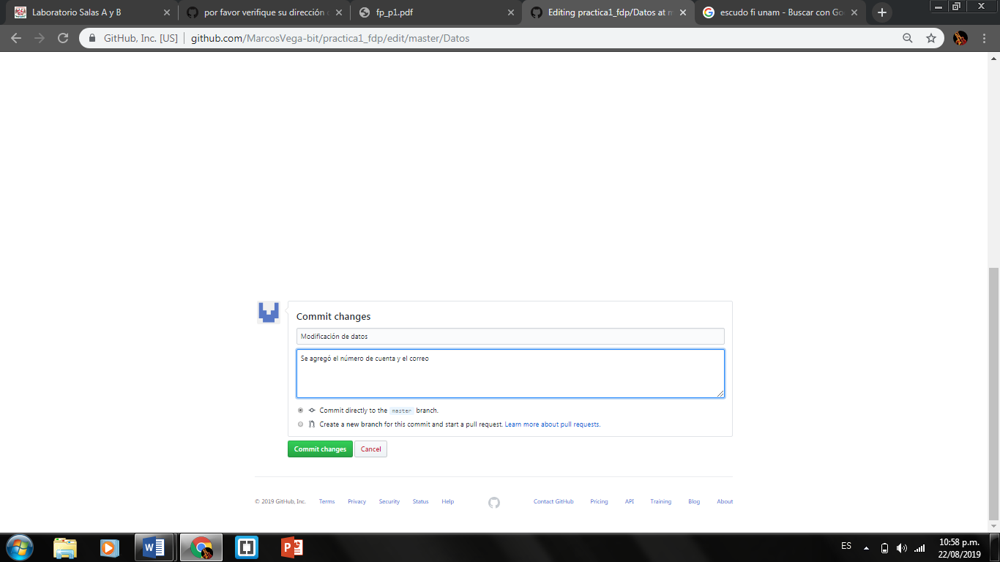 Laboratorio Salas A y B
por favor verifique su dirección
fp_p1.pdf
Editing practica1_fdp/Datos at m
escudo fi unam - Buscar con Go
GitHub, Inc. [US]
github.com/MarcosVega-bit/practica1_fdp/edit/master/Datos
Commit changes
Modificación de datos
Se agregó el número de cuenta y el correo
Commit directly to the master branch.
Create a new branch for this commit and start a pull request. Learn more about pull requests.
Commit changes Cancel
© 2019 GitHub, Inc. Terms Privacy Security Status Help Contact GitHub Pricing API Training Blog About
ES
10:58 p.m.
22/08/2019